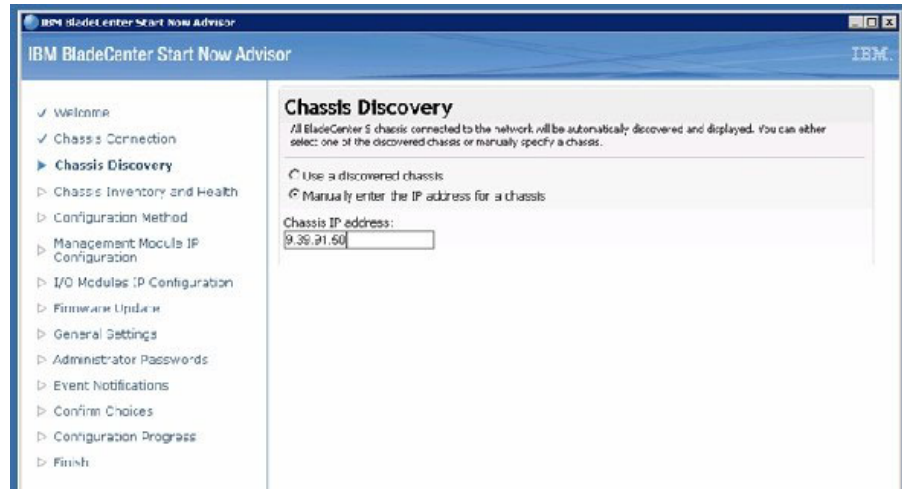 IBM BladeCenter Start Now Advisor
IBM BladeCenter Start Now Advisor
IBM.
✓ Welcome
✓ Chassis Connection
▶ Chassis Discovery
▷ Chassis Inventory and Health
▷ Configuration Method
▷ Management Module IP
Configuration
▷ I/O Modules IP Configuration
▷ Firmware Update
▷ General Settings
▷ Administrator Passwords
▷ Event Notifications
▷ Confirm Choices
▷ Configuration Progress
▷ Finish
Chassis Discovery
All BladeCenter S chassis connected to the network will be automatically discovered and displayed. You can either
select one of the discovered chassis or manually specify a chassis.
Use a discovered chassis
Manually enter the IP address for a chassis
Chassis IP address: